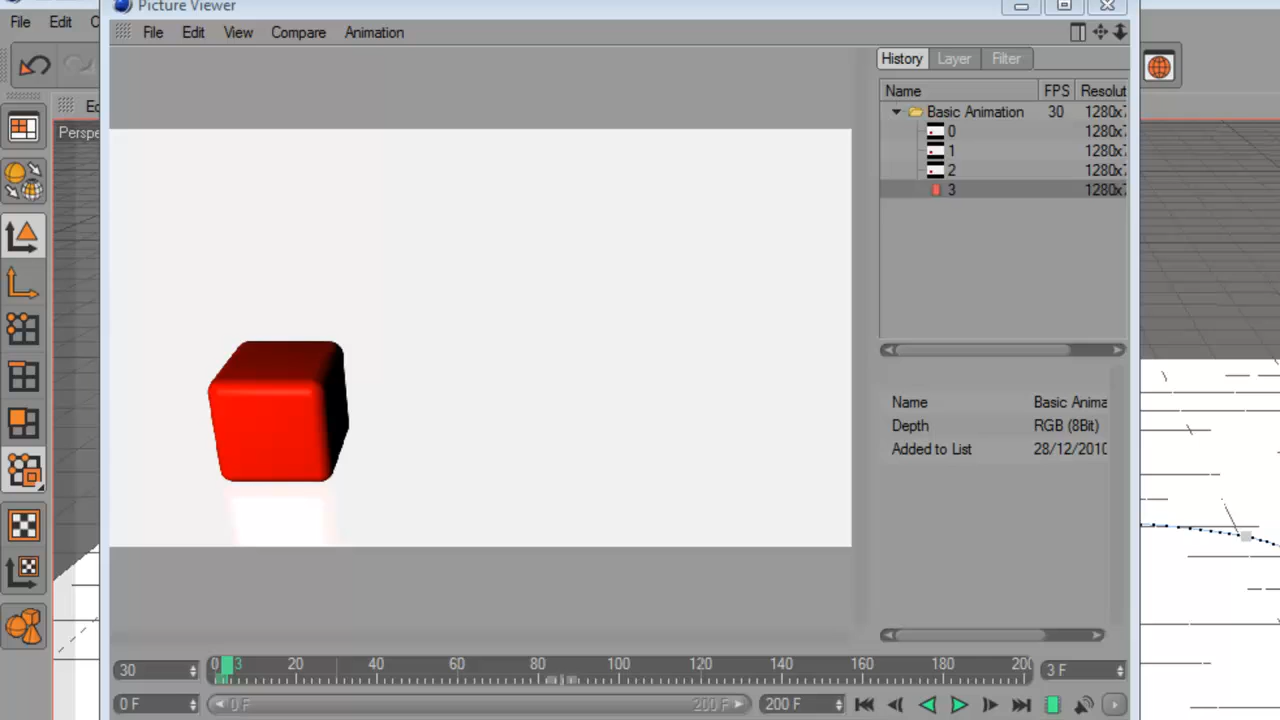 Picture Viewer
File Edit C
File Edit View Compare Animation
History Layer Filter
Name FPS Resolut
Basic Animation 30 1280x7
0 1280x7
1 1280x7
2 1280x7
3 1280x7
Ed
Perspe
Name Basic Anima
Depth RGB (8Bit)
Added to List 28/12/2010
30 0 3 20 40 60 80 100 120 140 160 180 200 3 F
0 F 0 F 200 F 200 F